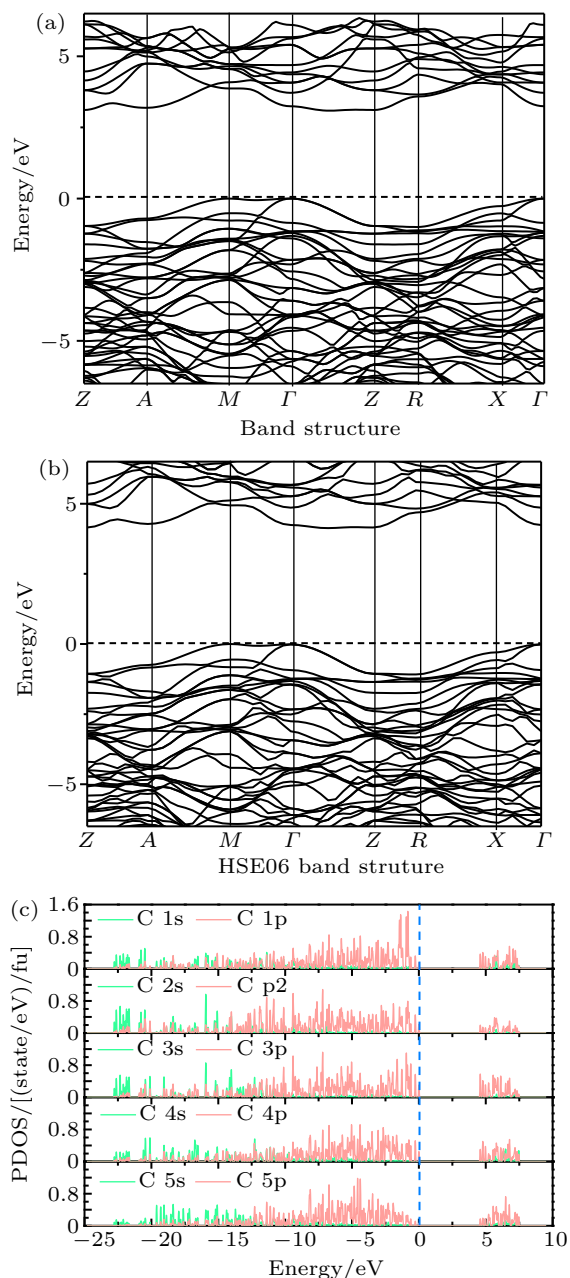 (a)
5
0
−5
Energy/eV
Z A M Γ Z R X Γ
Band structure
(b)
5
0
−5
Energy/eV
Z A M Γ Z R X Γ
HSE06 band struture
(c)
1.6
0.8
0
C 1s C 1p
0.8
0
C 2s C p2
0.8
0
C 3s C 3p
0.8
0
C 4s C 4p
0.8
0
C 5s C 5p
PDOS/[(state/eV)/fu]
−25 −20 −15 −10 −5 0 5 10
Energy/eV